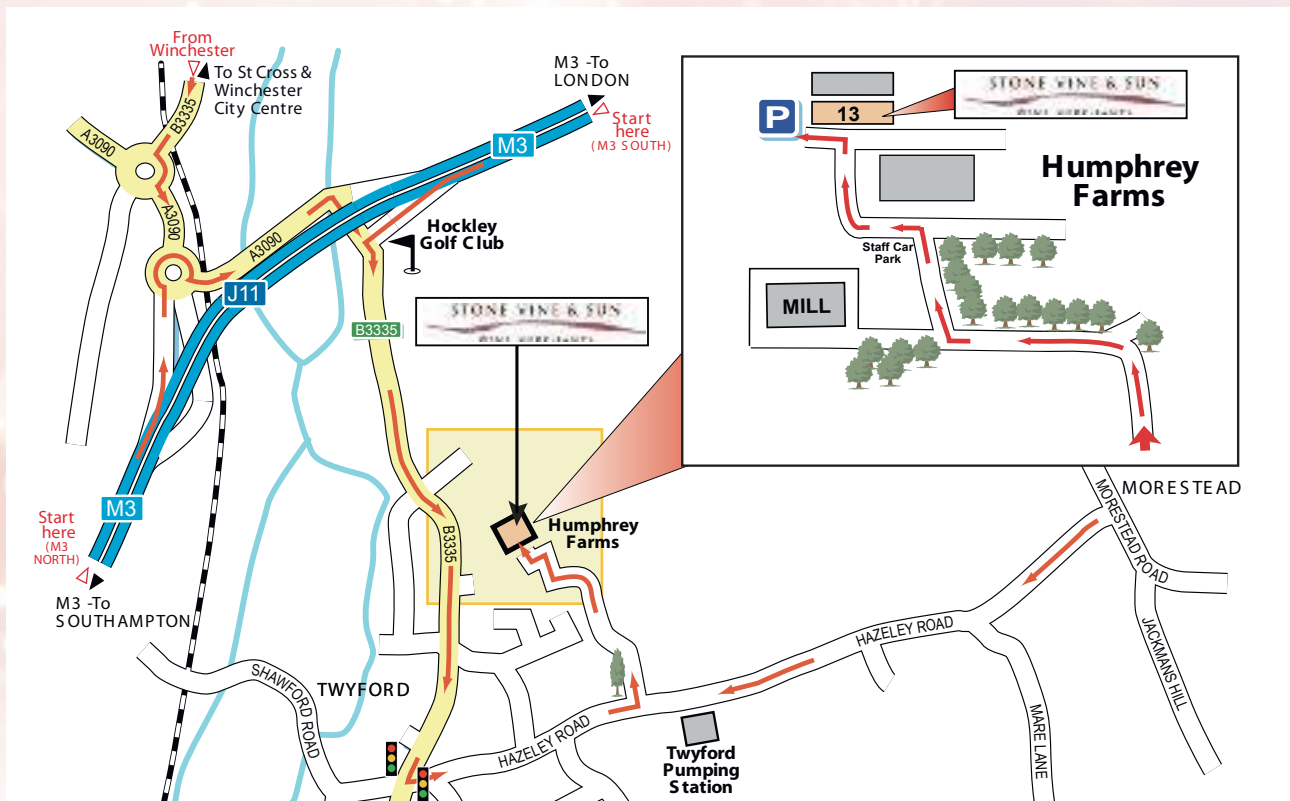 From
Winchester
To St Cross &
Winchester
City Centre
B3335
A3090
A3090
A3090
M3 -To
LONDON
Start
here
(M3 SOUTH)
M3
J11
Hockley
Golf Club
STONE VINE & SUN
B3335
M3
Start
here
(M3
NORTH)
M3 -To
SOUTHAMPTON
B3335
Humphrey
Farms
STONE VINE & SUN
13
P
Humphrey
Farms
Staff Car
Park
MILL
MORESTEAD
MORESTEAD ROAD
JACKMANS HILL
HAZELEY ROAD
MARE LANE
SHAWFORD ROAD
TWYFORD
HAZELEY ROAD
Twyford
Pumping
Station